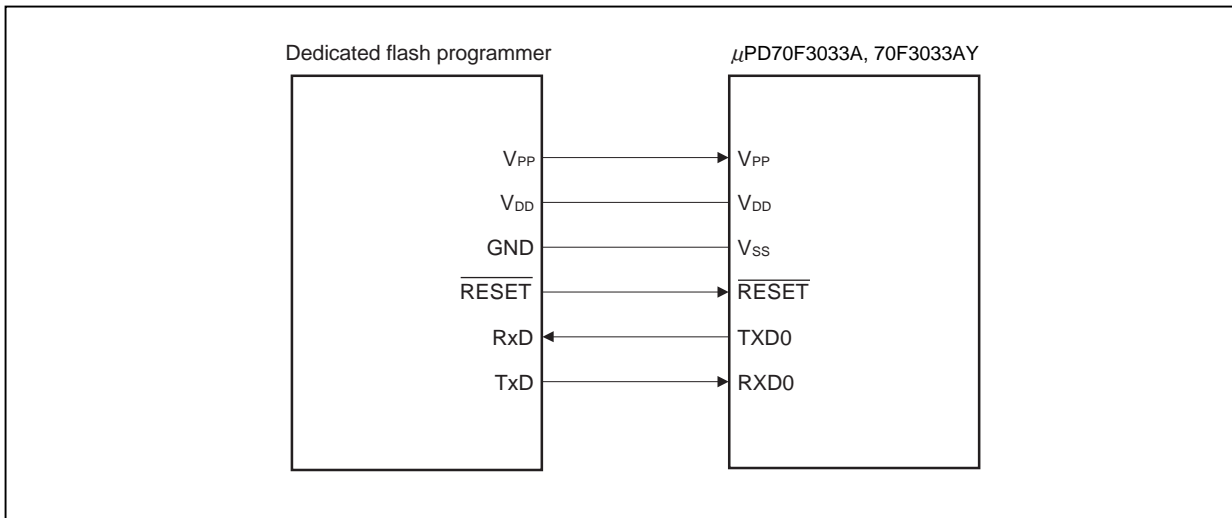 Dedicated flash programmer
μPD70F3033A, 70F3033AY
VPP
VPP
VDD
VDD
GND
VSS
RESET
RESET
RxD
TXD0
TxD
RXD0